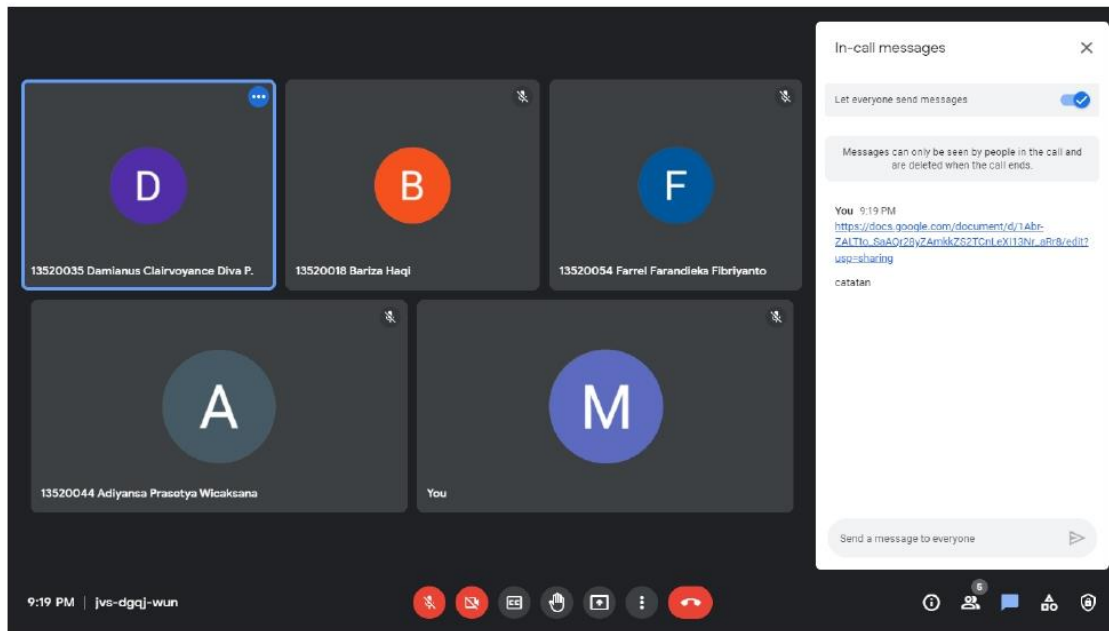 D
13520035 Damianus Clairvoyance Diva P.
B
13520018 Bariza Haqi
F
13520054 Farrel Farandieka Fibriyanto
A
13520044 Adiyansa Prasetya Wicaksana
M
You
In-call messages
Let everyone send messages
Messages can only be seen by people in the call and
are deleted when the call ends.
You 9:19 PM
https://docs.google.com/document/d/1Abr-
usp=sharing
catatan
Send a message to everyone
9:19 PM | jvs-dgqj-wun
CC